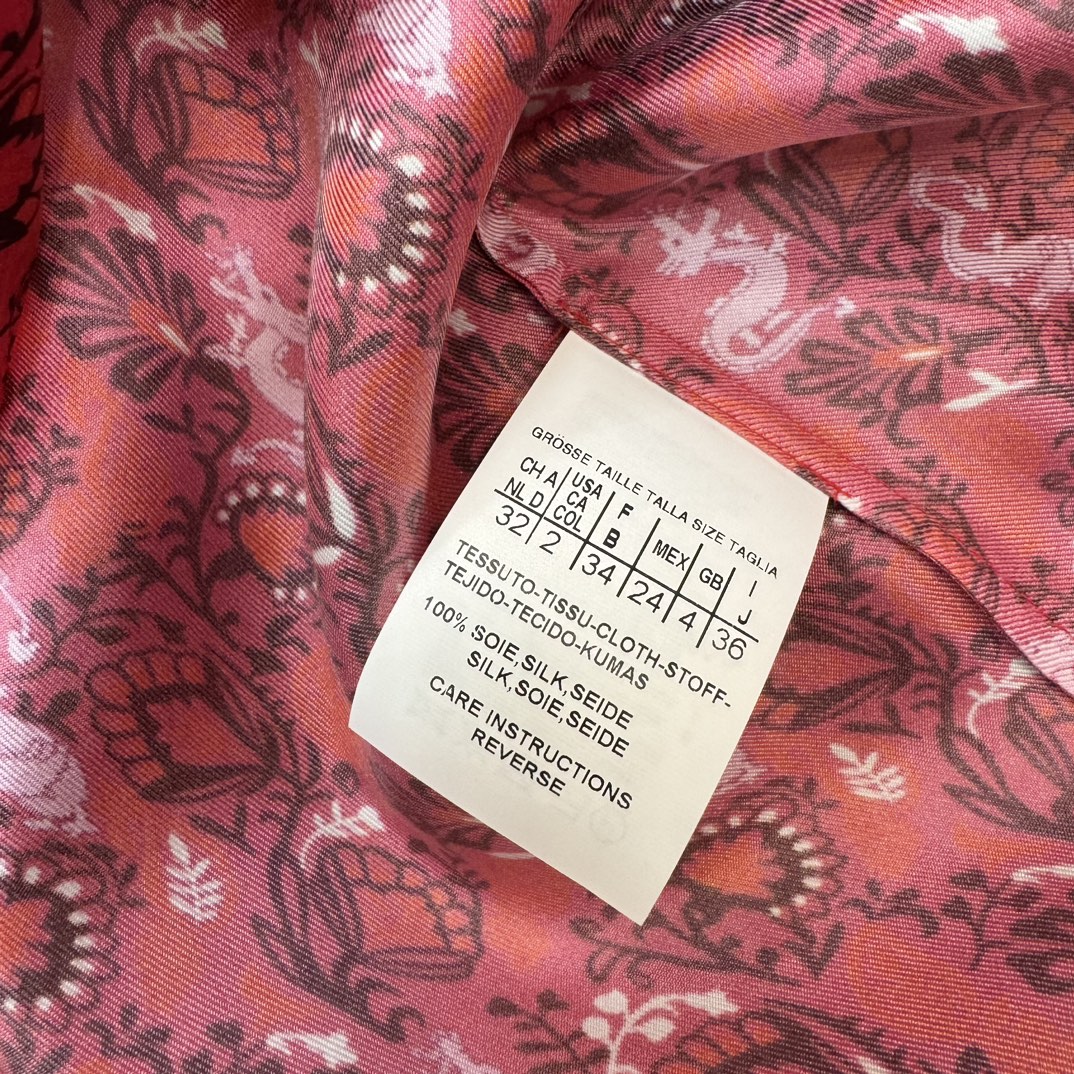 GRÖSSE TAILLE TALLA SIZE TAGLIA
CH A USA F MEX GB I
NL D CA B J
COL
32 2 34 24 4 36
TESSUTO-TISSU-CLOTH-STOFF-
TEJIDO-TECIDO-KUMAS
100% SOIE,SILK,SEIDE
SILK,SOIE,SEIDE
CARE INSTRUCTIONS
REVERSE